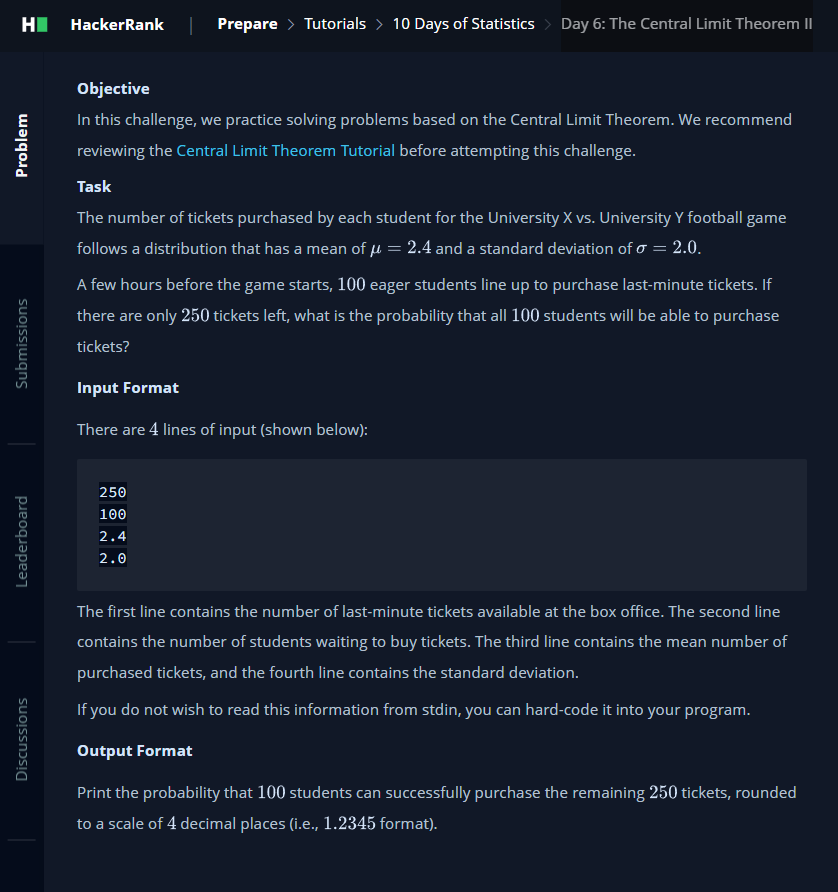 H HackerRank | Prepare > Tutorials > 10 Days of Statistics > Day 6: The Central Limit Theorem II
Problem
Submissions
Leaderboard
Discussions
Objective
In this challenge, we practice solving problems based on the Central Limit Theorem. We recommend
reviewing the Central Limit Theorem Tutorial before attempting this challenge.
Task
The number of tickets purchased by each student for the University X vs. University Y football game
follows a distribution that has a mean of μ = 2.4 and a standard deviation of σ = 2.0.
A few hours before the game starts, 100 eager students line up to purchase last-minute tickets. If
there are only 250 tickets left, what is the probability that all 100 students will be able to purchase
tickets?
Input Format
There are 4 lines of input (shown below):
250
100
2.4
2.0
The first line contains the number of last-minute tickets available at the box office. The second line
contains the number of students waiting to buy tickets. The third line contains the mean number of
purchased tickets, and the fourth line contains the standard deviation.
If you do not wish to read this information from stdin, you can hard-code it into your program.
Output Format
Print the probability that 100 students can successfully purchase the remaining 250 tickets, rounded
to a scale of 4 decimal places (i.e., 1.2345 format).